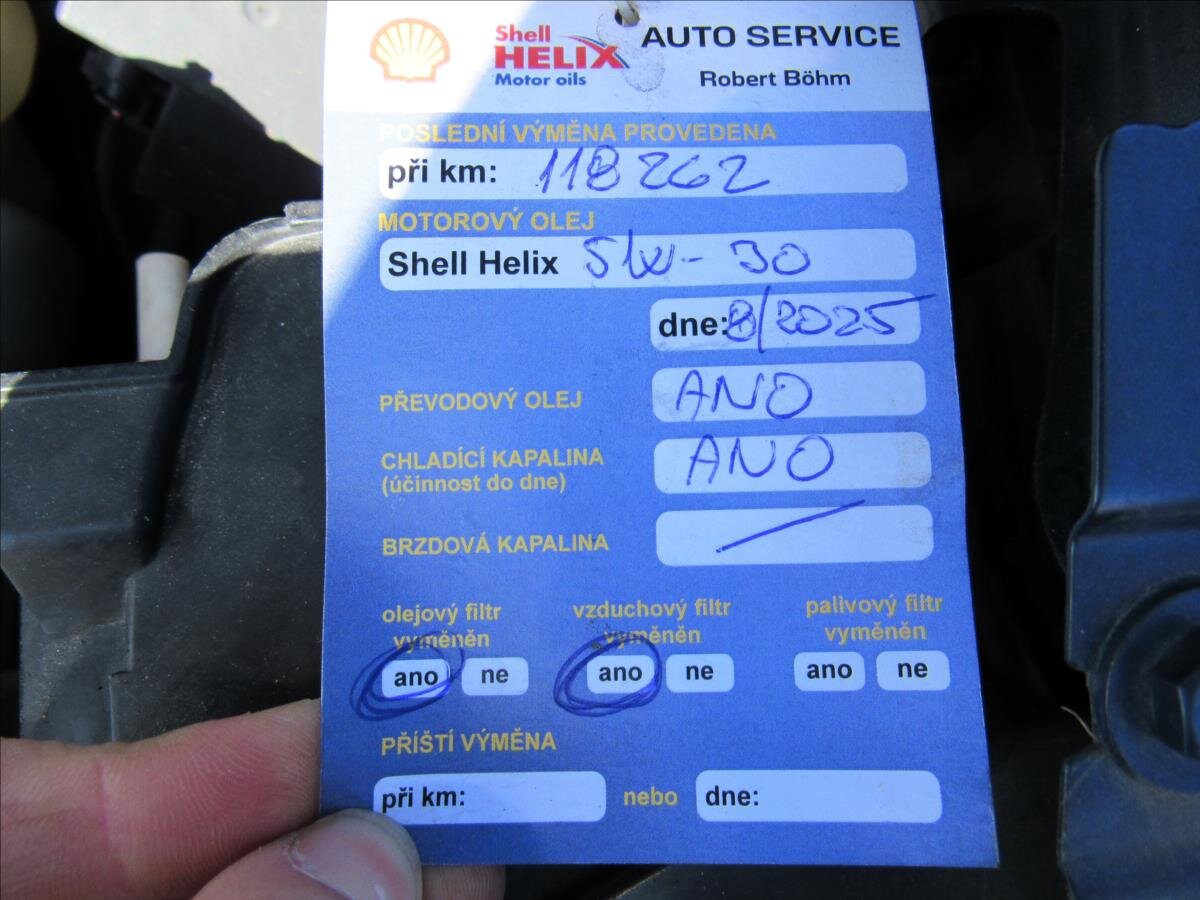 Shell
HELIX
Motor oils
AUTO SERVICE
Robert Böhm
POSLEDNÍ VÝMĚNA PROVEDENA
při km: 118262
MOTOROVÝ OLEJ
Shell Helix 5W-30
dne: 8/2025
PŘEVODOVÝ OLEJ ANO
CHLADÍCÍ KAPALINA ANO
(účinnost do dne)
BRZDOVÁ KAPALINA
olejový filtr vzduchový filtr palivový filtr
vyměněn vyměněn vyměněn
ano ne ano ne ano ne
PŘÍŠTÍ VÝMĚNA
při km: nebo dne: